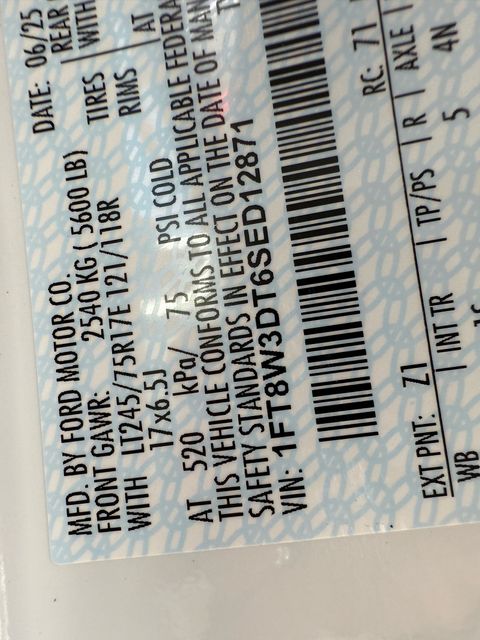 MFD. BY FORD MOTOR CO.
DATE: 06/25
FRONT GAWR: 2540 KG ( 5600 LB)
REAR
WITH LT245/75R17E 121/118R TIRES
WITH
17x6.5J RIMS
AT 520 kPa/ 75 PSI COLD AT
THIS VEHICLE CONFORMS TO ALL APPLICABLE
SAFETY STANDARDS IN EFFECT ON THE DATE OF
VIN: 1FT8W3DT6SED12871
EXT PNT: Z1 RC: 71
WB INT TR TP/PS R AXLE
5 4N